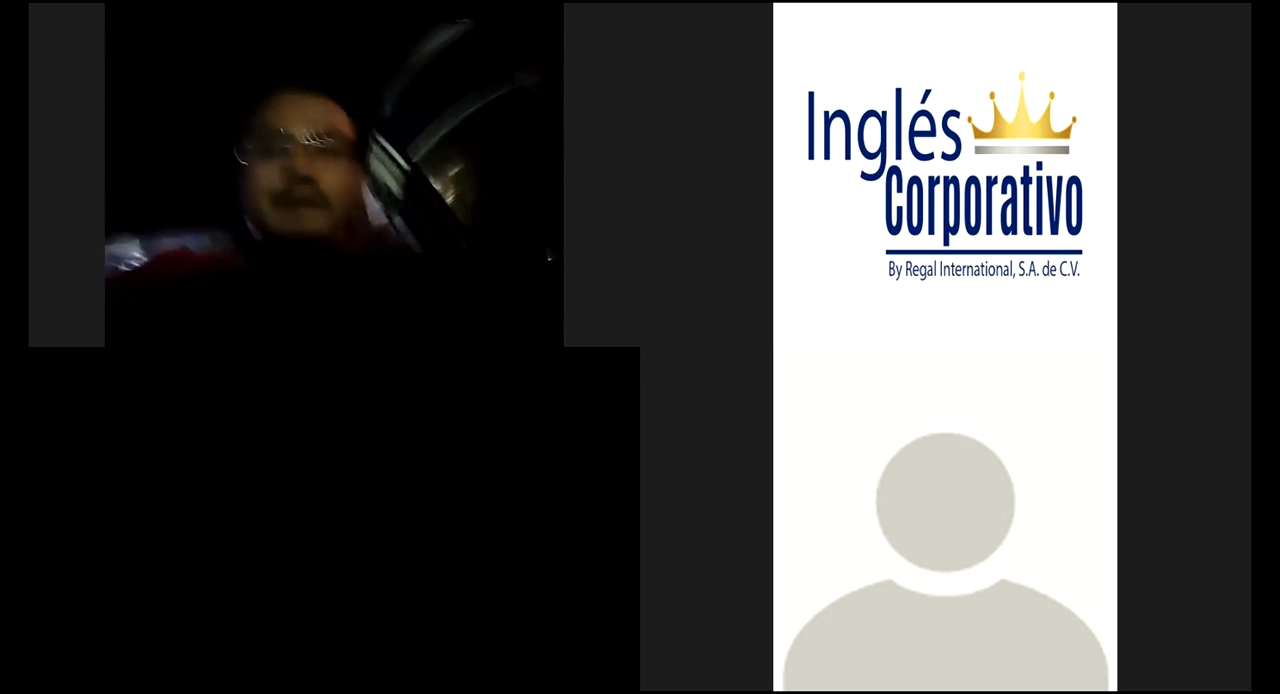 Inglés
Corporativo
By Regal International, S.A. de C.V.